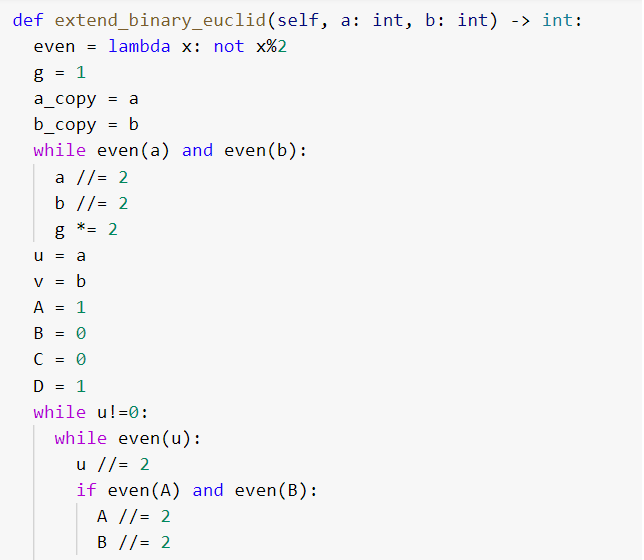 def extend_binary_euclid(self, a: int, b: int) -> int:
even = lambda x: not x%2
g = 1
a_copy = a
b_copy = b
while even(a) and even(b):
a //= 2
b //= 2
g *= 2
u = a
v = b
A = 1
B = 0
C = 0
D = 1
while u!=0:
while even(u):
u //= 2
if even(A) and even(B):
A //= 2
B //= 2